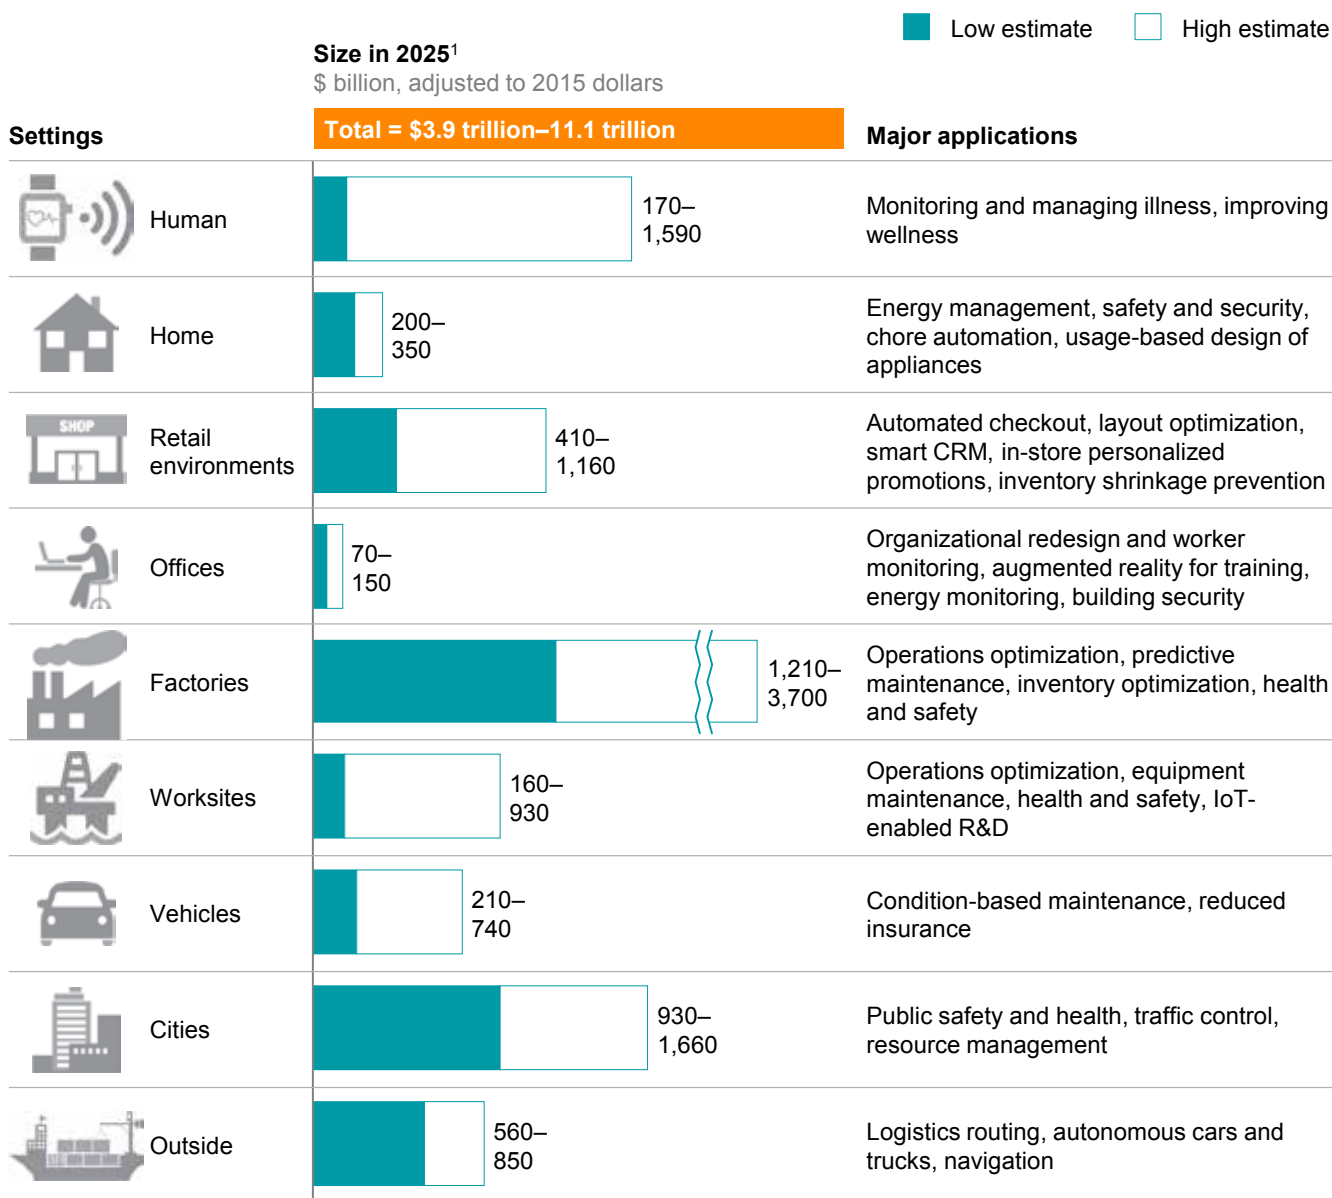 Low estimate
High estimate
Size in 2025¹
$ billion, adjusted to 2015 dollars
Settings
Total = $3.9 trillion–11.1 trillion
Major applications
Human
170–
1,590
Monitoring and managing illness, improving
wellness
Home
200–
350
Energy management, safety and security,
chore automation, usage-based design of
appliances
SHOP
Retail
environments
410–
1,160
Automated checkout, layout optimization,
smart CRM, in-store personalized
promotions, inventory shrinkage prevention
Offices
70–
150
Organizational redesign and worker
monitoring, augmented reality for training,
energy monitoring, building security
Factories
1,210–
3,700
Operations optimization, predictive
maintenance, inventory optimization, health
and safety
Worksites
160–
930
Operations optimization, equipment
maintenance, health and safety, IoT-
enabled R&D
Vehicles
210–
740
Condition-based maintenance, reduced
insurance
Cities
930–
1,660
Public safety and health, traffic control,
resource management
Outside
560–
850
Logistics routing, autonomous cars and
trucks, navigation